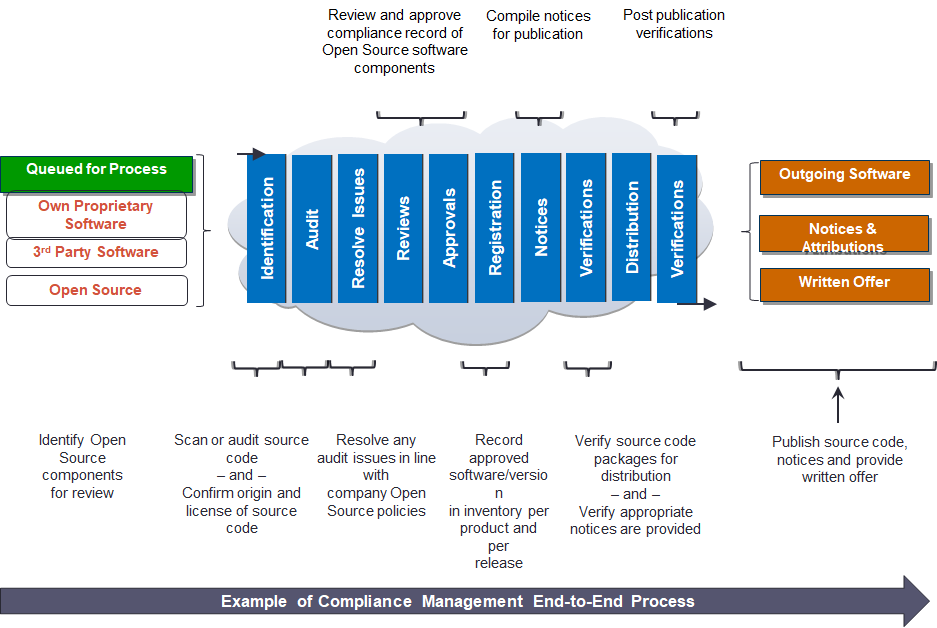 Review and approve
compliance record of
Open Source software
components
Compile notices
for publication
Post publication
verifications
Queued for Process
Own Proprietary
Software
3rd Party Software
Open Source
Identification
Audit
Resolve Issues
Reviews
Approvals
Registration
Notices
Verifications
Distribution
Verifications
Outgoing Software
Notices &
Attributions
Written Offer
Identify Open
Source
components
for review
Scan or audit source
code
– and –
Confirm origin and
license of source
code
Resolve any
audit issues in line
with
company Open
Source policies
Record
approved
software/versio
n
in inventory per
product and
per
release
Verify source code
packages for
distribution
– and –
Verify appropriate
notices are provided
Publish source code,
notices and provide
written offer
Example of Compliance Management End-to-End Process